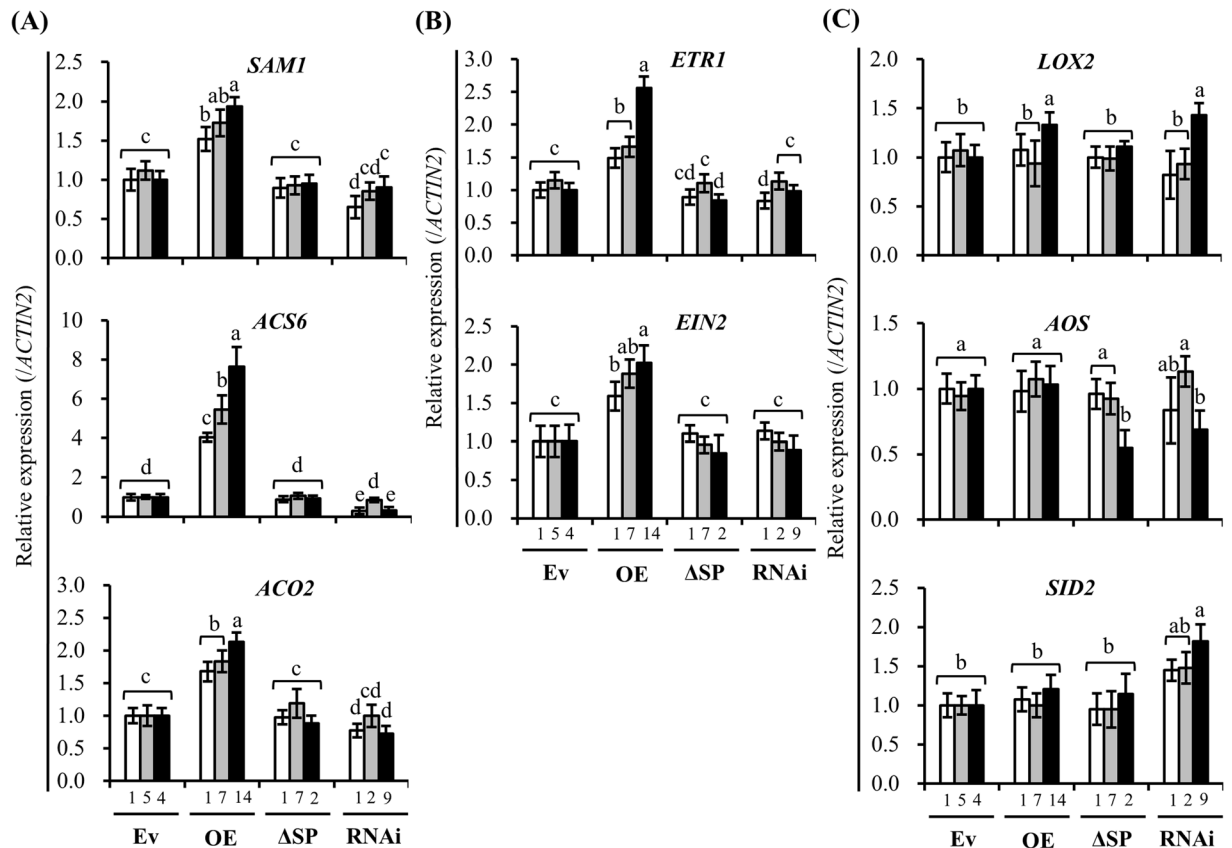 (A)
Relative expression (/ACTIN2)
SAM1
2.5
2.0
1.5
1.0
0.5
0.0
c
b ab a
c
d cd c
ACS6
10
8
6
4
2
0
d
c b a
d
e d e
ACO2
3.0
2.5
2.0
1.5
1.0
0.5
0.0
c
b a
c
d cd d
1 5 4 1 7 14 1 7 2 1 2 9
Ev OE ΔSP RNAi
(B)
Relative expression (/ACTIN2)
ETR1
3.0
2.5
2.0
1.5
1.0
0.5
0.0
c
b a
cd c d
d c
EIN2
2.5
2.0
1.5
1.0
0.5
0.0
c
b ab a
c
c
1 5 4 1 7 14 1 7 2 1 2 9
Ev OE ΔSP RNAi
(C)
Relative expression (/ACTIN2)
LOX2
2.0
1.5
1.0
0.5
0.0
b
b a
b
b a
AOS
1.5
1.0
0.5
0.0
a
a
a b
ab a b
SID2
2.5
2.0
1.5
1.0
0.5
0.0
b
b
b
ab a
1 5 4 1 7 14 1 7 2 1 2 9
Ev OE ΔSP RNAi